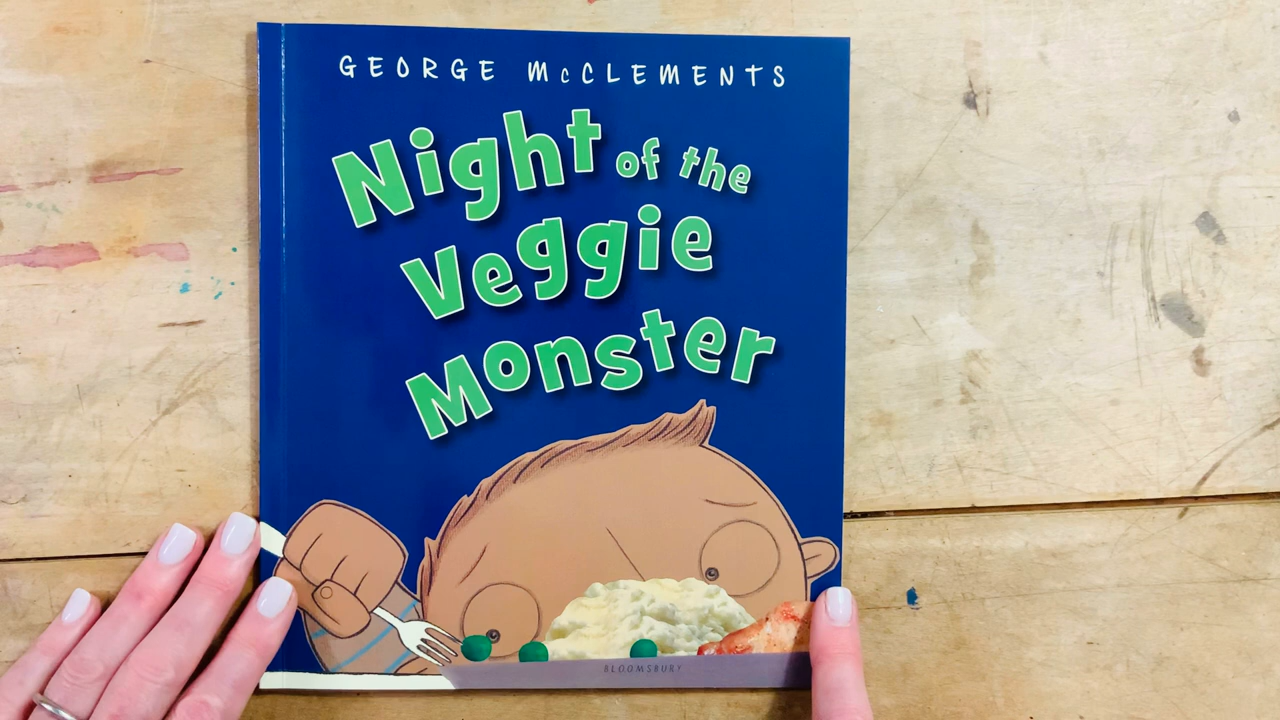 GEORGE McCLEMENTS
Night of the
Veggie
Monster
BLOOMSBURY